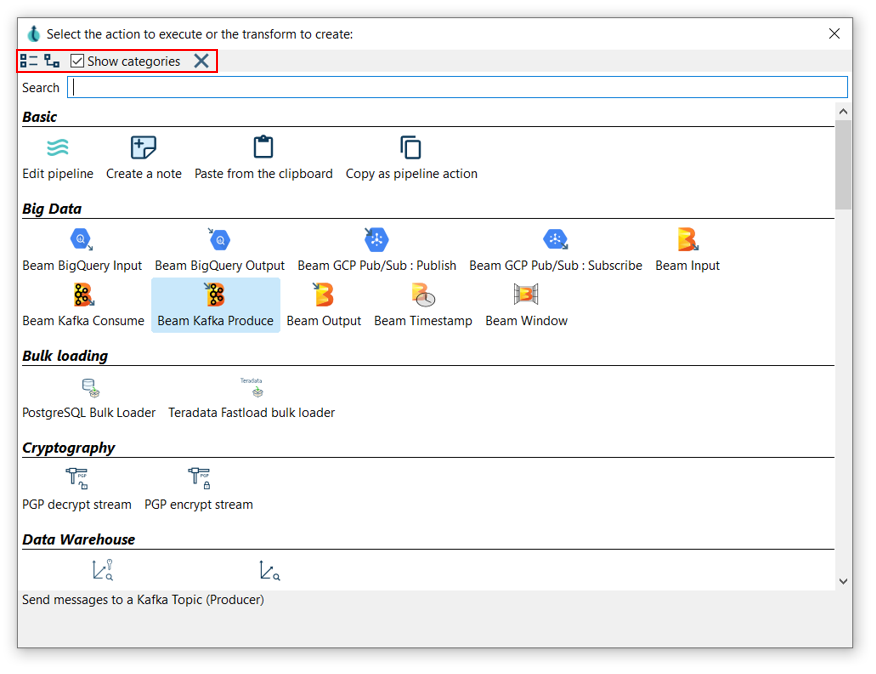 Select the action to execute or the transform to create:
Show categories
Search
Basic
Edit pipeline Create a note Paste from the clipboard Copy as pipeline action
Big Data
Beam BigQuery Input Beam BigQuery Output Beam GCP Pub/Sub : Publish Beam GCP Pub/Sub : Subscribe Beam Input
Beam Kafka Consume Beam Kafka Produce Beam Output Beam Timestamp Beam Window
Bulk loading
Teradata
PostgreSQL Bulk Loader Teradata Fastload bulk loader
Cryptography
PGP PGP
PGP decrypt stream PGP encrypt stream
Data Warehouse
Send messages to a Kafka Topic (Producer)